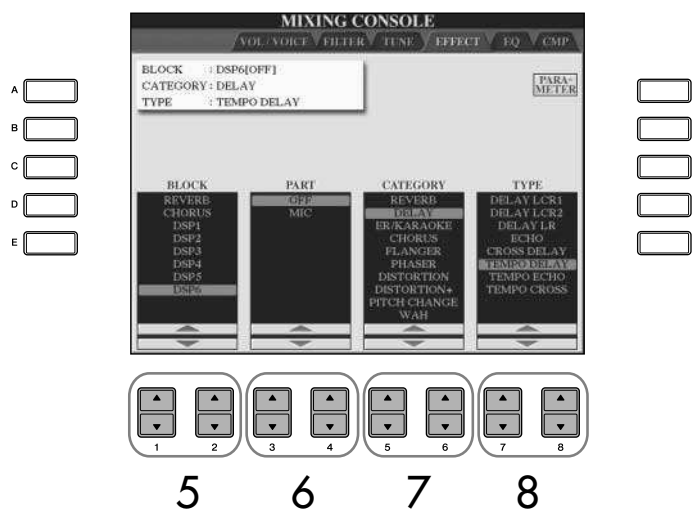 MIXING CONSOLE
VOL/VOICE FILTER TUNE EFFECT EQ CMP
BLOCK : DSP6[OFF]
CATEGORY : DELAY
TYPE : TEMPO DELAY
PARA-
METER
A
B
C
D
E
BLOCK
REVERB
CHORUS
DSP1
DSP2
DSP3
DSP4
DSP5
DSP6
PART
OFF
MIC
CATEGORY
REVERB
DELAY
ER/KARAOKE
CHORUS
FLANGER
PHASER
DISTORTION
DISTORTION+
PITCH CHANGE
WAH
TYPE
DELAY LCR1
DELAY LCR2
DELAY LR
ECHO
CROSS DELAY
TEMPO DELAY
TEMPO ECHO
TEMPO CROSS
1 2 3 4 5 6 7 8
5 6 7 8